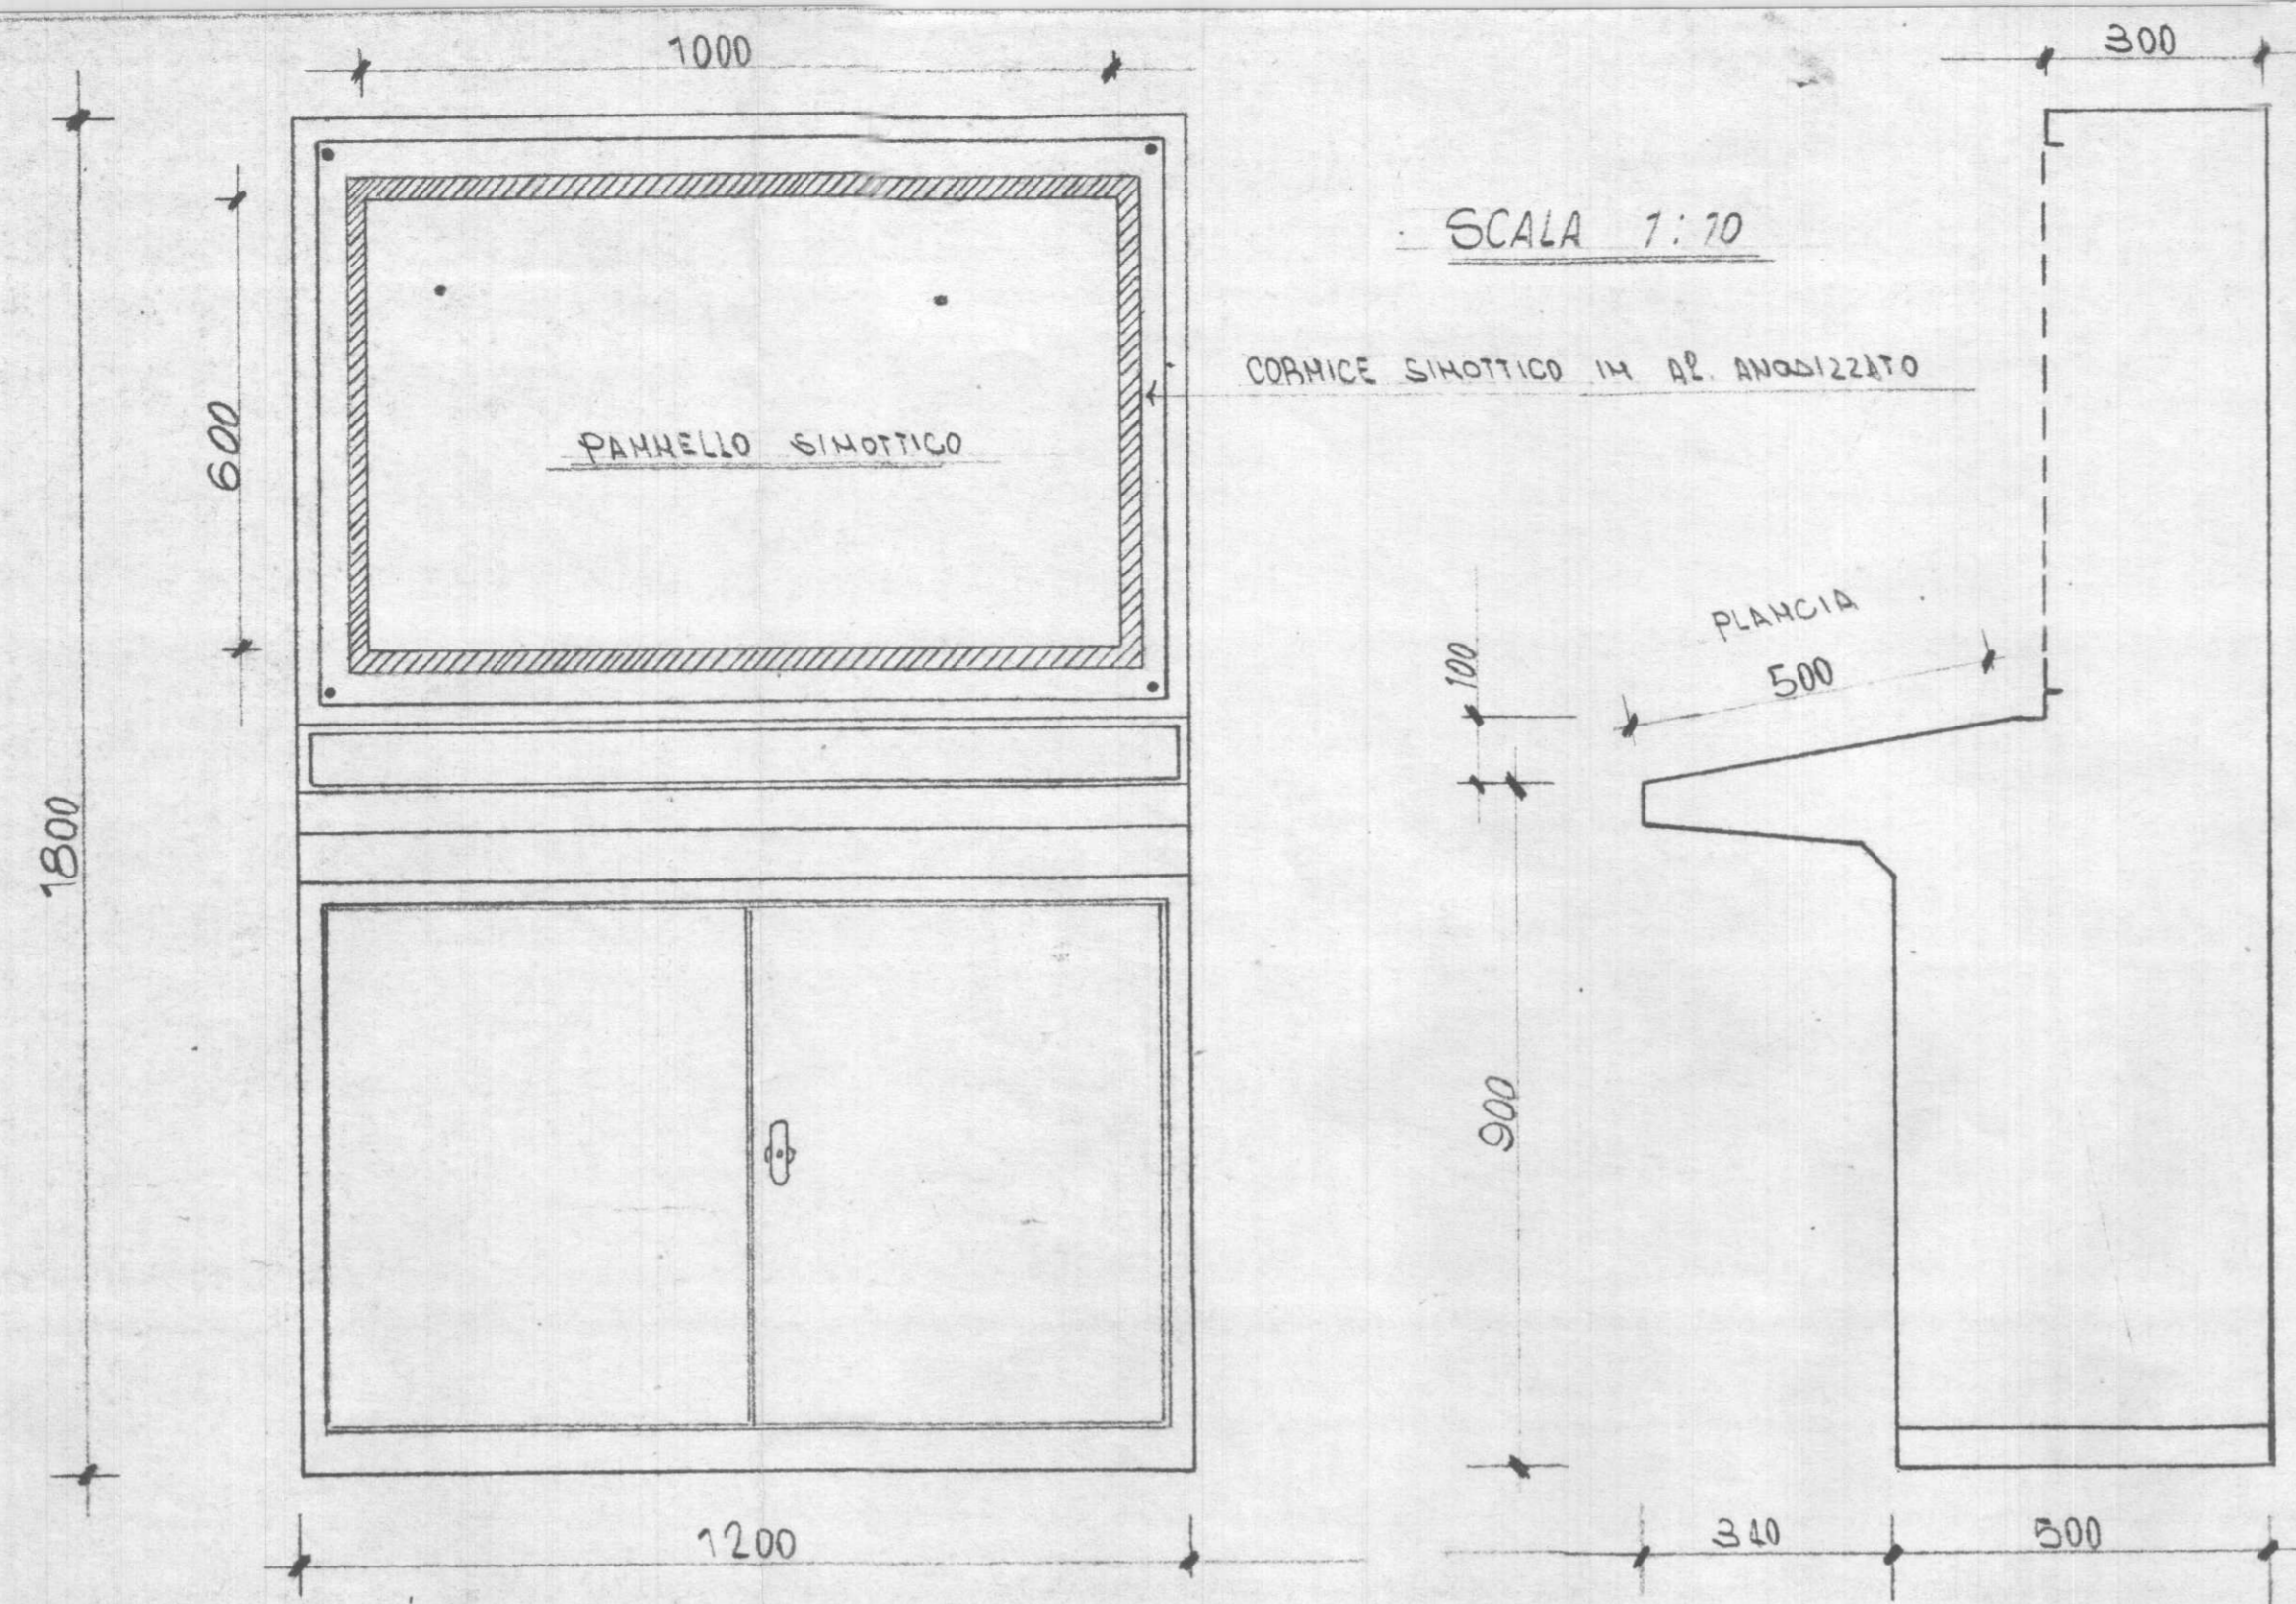 1000
300
SCALA 1:10
CORNICE SINOTTICO IN Al. ANODIZZATO
600
PANNELLO SINOTTICO
PLANCIA
100
500
1800
900
1200
340
500